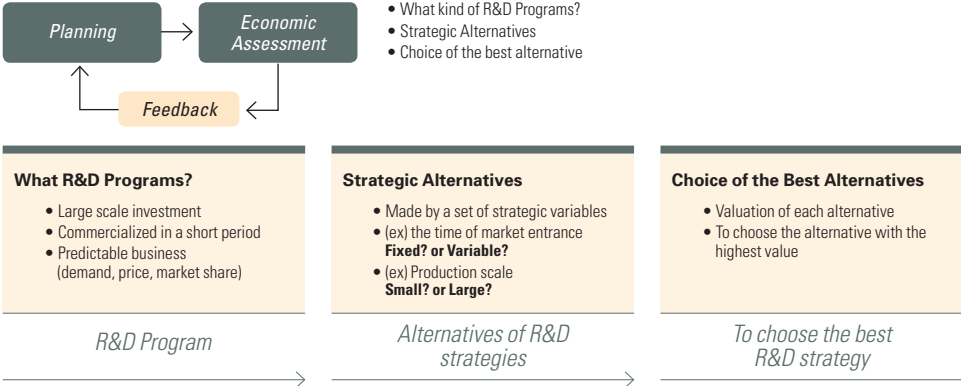 Planning
Economic
Assessment
Feedback
• What kind of R&D Programs?
• Strategic Alternatives
• Choice of the best alternative
What R&D Programs?
• Large scale investment
• Commercialized in a short period
• Predictable business
(demand, price, market share)
R&D Program
Strategic Alternatives
• Made by a set of strategic variables
• (ex) the time of market entrance
Fixed? or Variable?
• (ex) Production scale
Small? or Large?
Alternatives of R&D
strategies
Choice of the Best Alternatives
• Valuation of each alternative
• To choose the alternative with the
highest value
To choose the best
R&D strategy